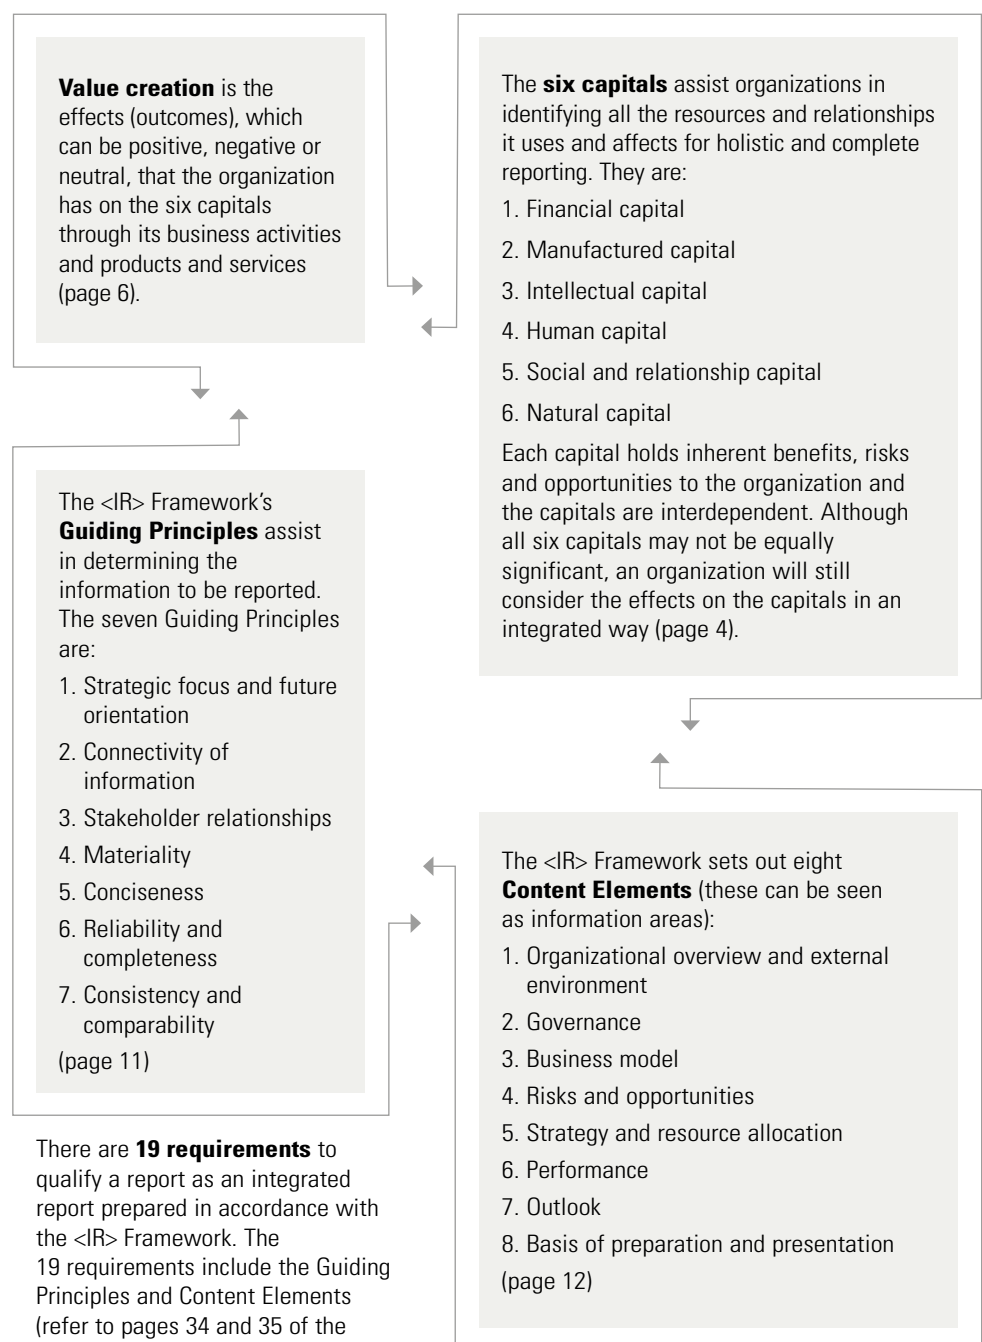 Value creation is the
effects (outcomes), which
can be positive, negative or
neutral, that the organization
has on the six capitals
through its business activities
and products and services
(page 6).
The six capitals assist organizations in
identifying all the resources and relationships
it uses and affects for holistic and complete
reporting. They are:
1. Financial capital
2. Manufactured capital
3. Intellectual capital
4. Human capital
5. Social and relationship capital
6. Natural capital
Each capital holds inherent benefits, risks
and opportunities to the organization and
the capitals are interdependent. Although
all six capitals may not be equally
significant, an organization will still
consider the effects on the capitals in an
integrated way (page 4).
The <IR> Framework's
Guiding Principles assist
in determining the
information to be reported.
The seven Guiding Principles
are:
1. Strategic focus and future
orientation
2. Connectivity of
information
3. Stakeholder relationships
4. Materiality
5. Conciseness
6. Reliability and
completeness
7. Consistency and
comparability
(page 11)
The <IR> Framework sets out eight
Content Elements (these can be seen
as information areas):
1. Organizational overview and external
environment
2. Governance
3. Business model
4. Risks and opportunities
5. Strategy and resource allocation
6. Performance
7. Outlook
8. Basis of preparation and presentation
(page 12)
There are 19 requirements to
qualify a report as an integrated
report prepared in accordance with
the <IR> Framework. The
19 requirements include the Guiding
Principles and Content Elements
(refer to pages 34 and 35 of the